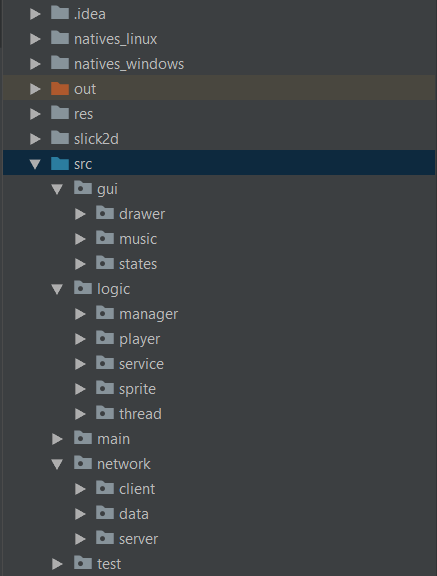 .idea
natives_linux
natives_windows
out
res
slick2d
src
gui
drawer
music
states
logic
manager
player
service
sprite
thread
main
network
client
data
server
test